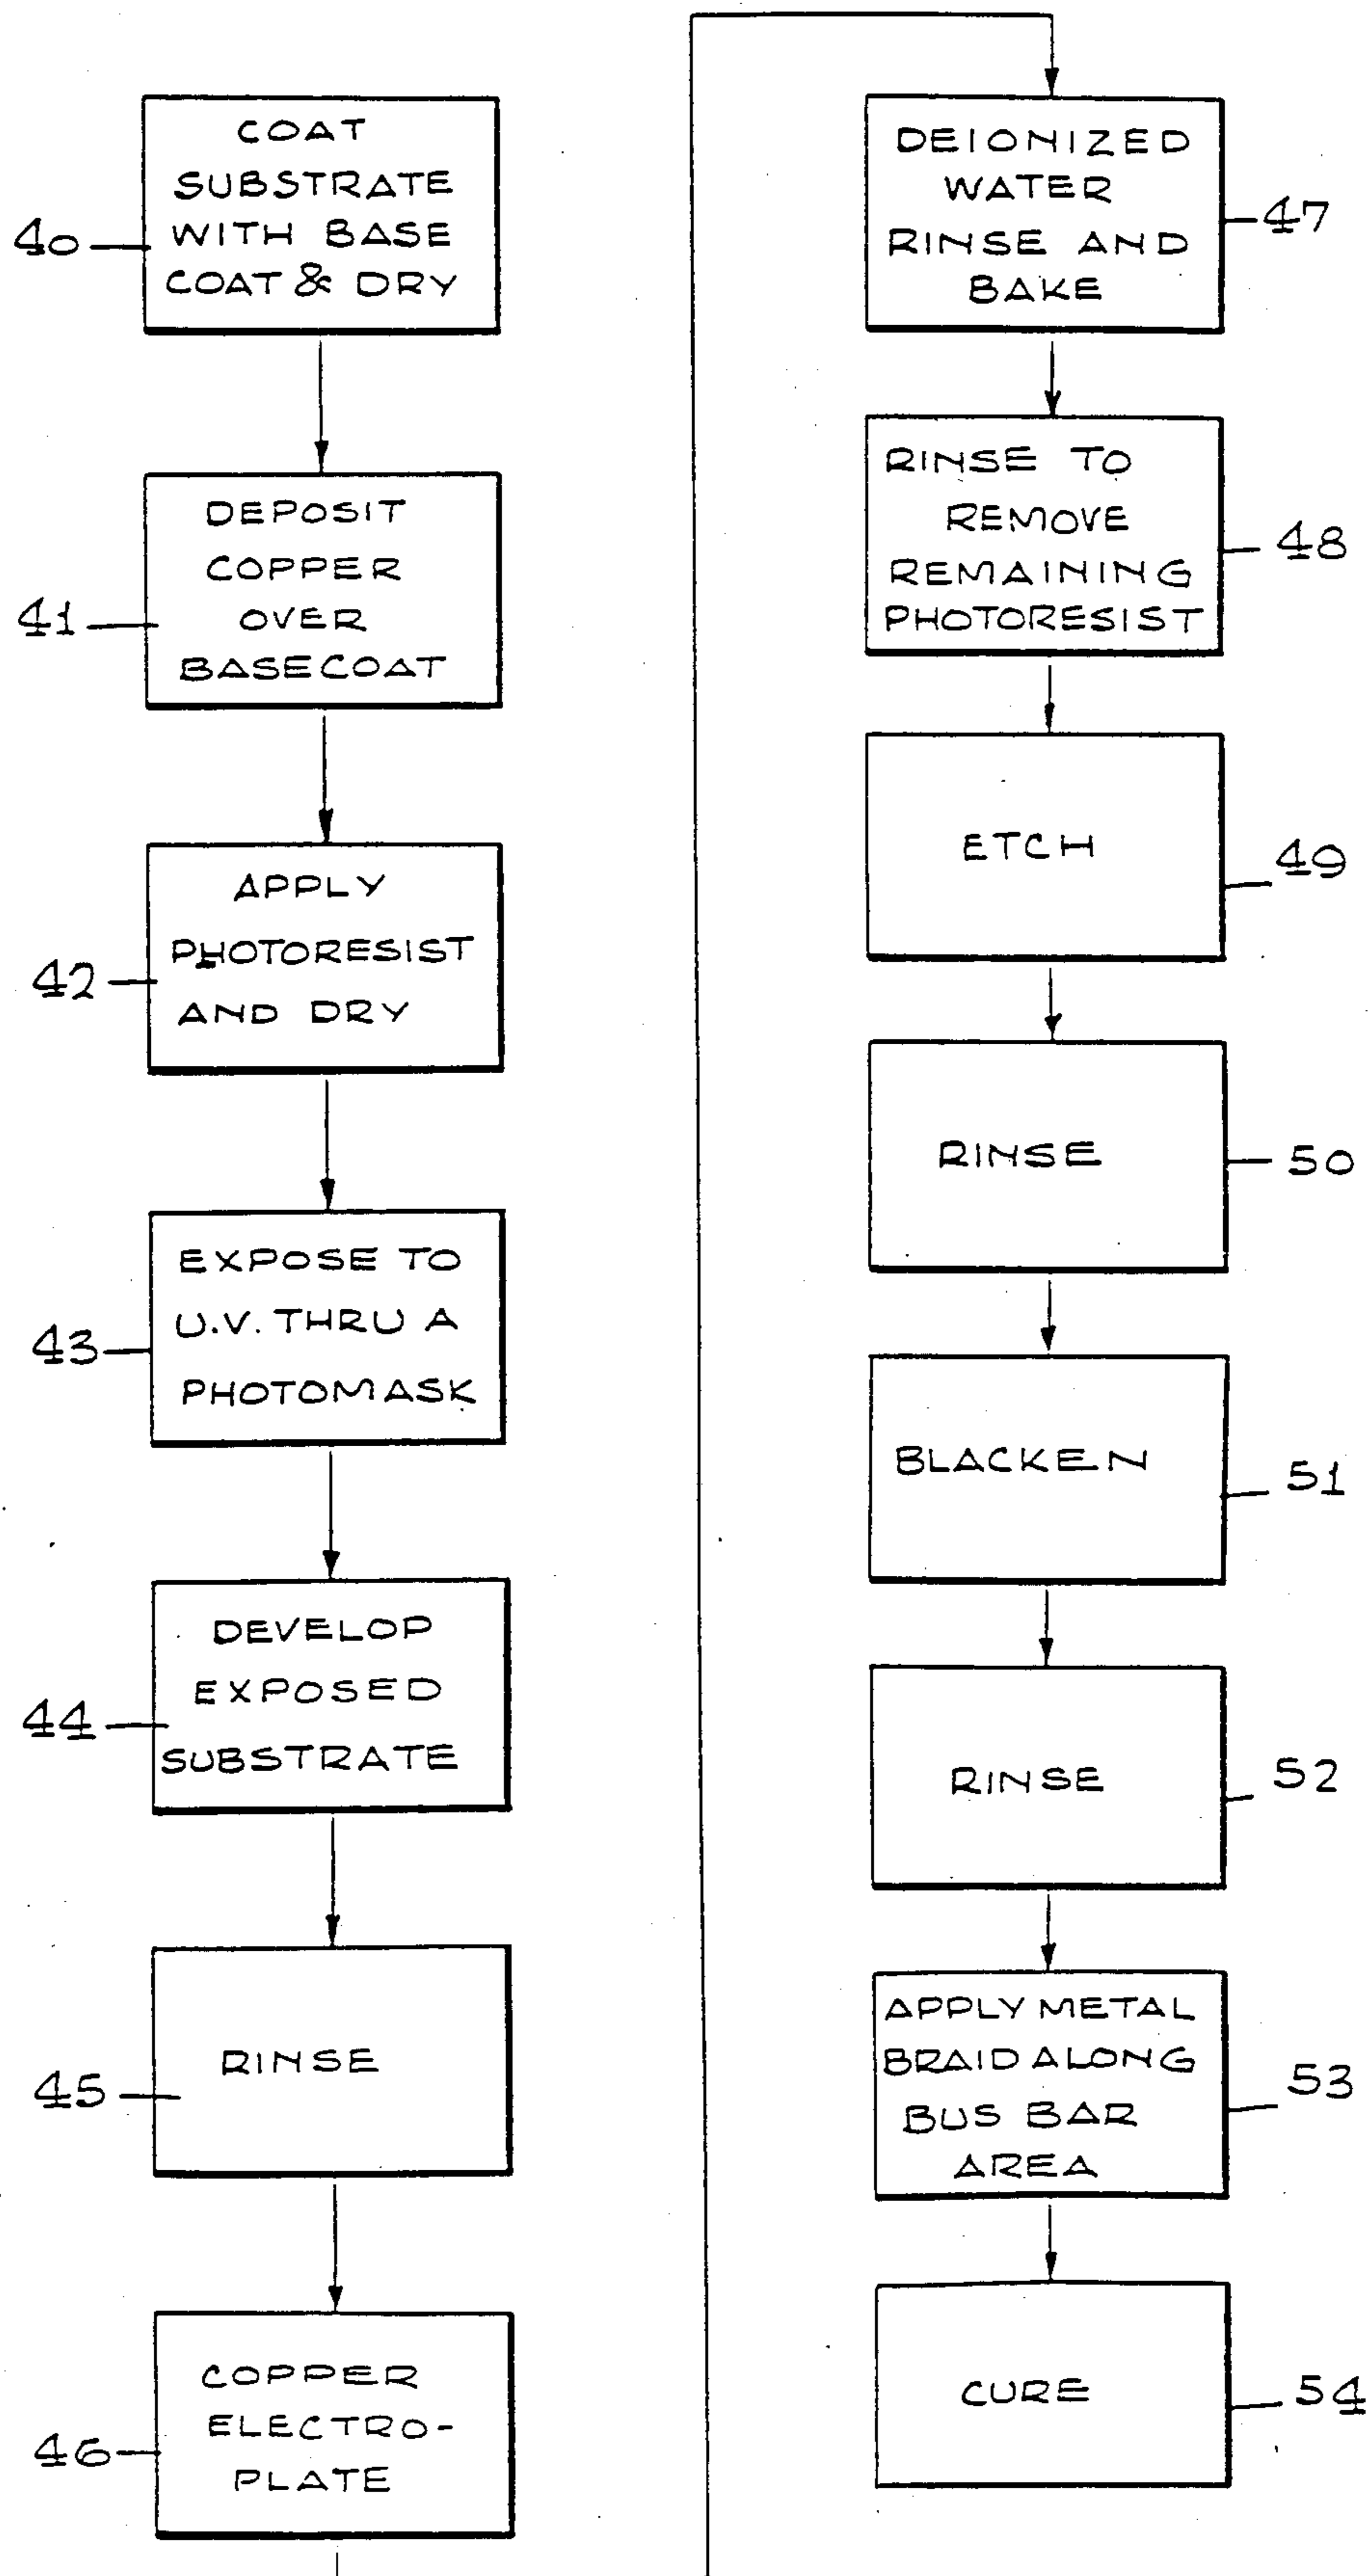 COAT
SUBSTRATE
WITH BASE
COAT & DRY
40
DEPOSIT
COPPER
OVER
BASECOAT
41
APPLY
PHOTORESIST
AND DRY
42
EXPOSE TO
U.V. THRU A
PHOTOMASK
43
DEVELOP
EXPOSED
SUBSTRATE
44
RINSE
45
COPPER
ELECTRO-
PLATE
46
DEIONIZED
WATER
RINSE AND
BAKE
47
RINSE TO
REMOVE
REMAINING
PHOTORESIST
48
ETCH
49
RINSE
50
BLACKEN
51
RINSE
52
APPLY METAL
BRAID ALONG
BUS BAR
AREA
53
CURE
54